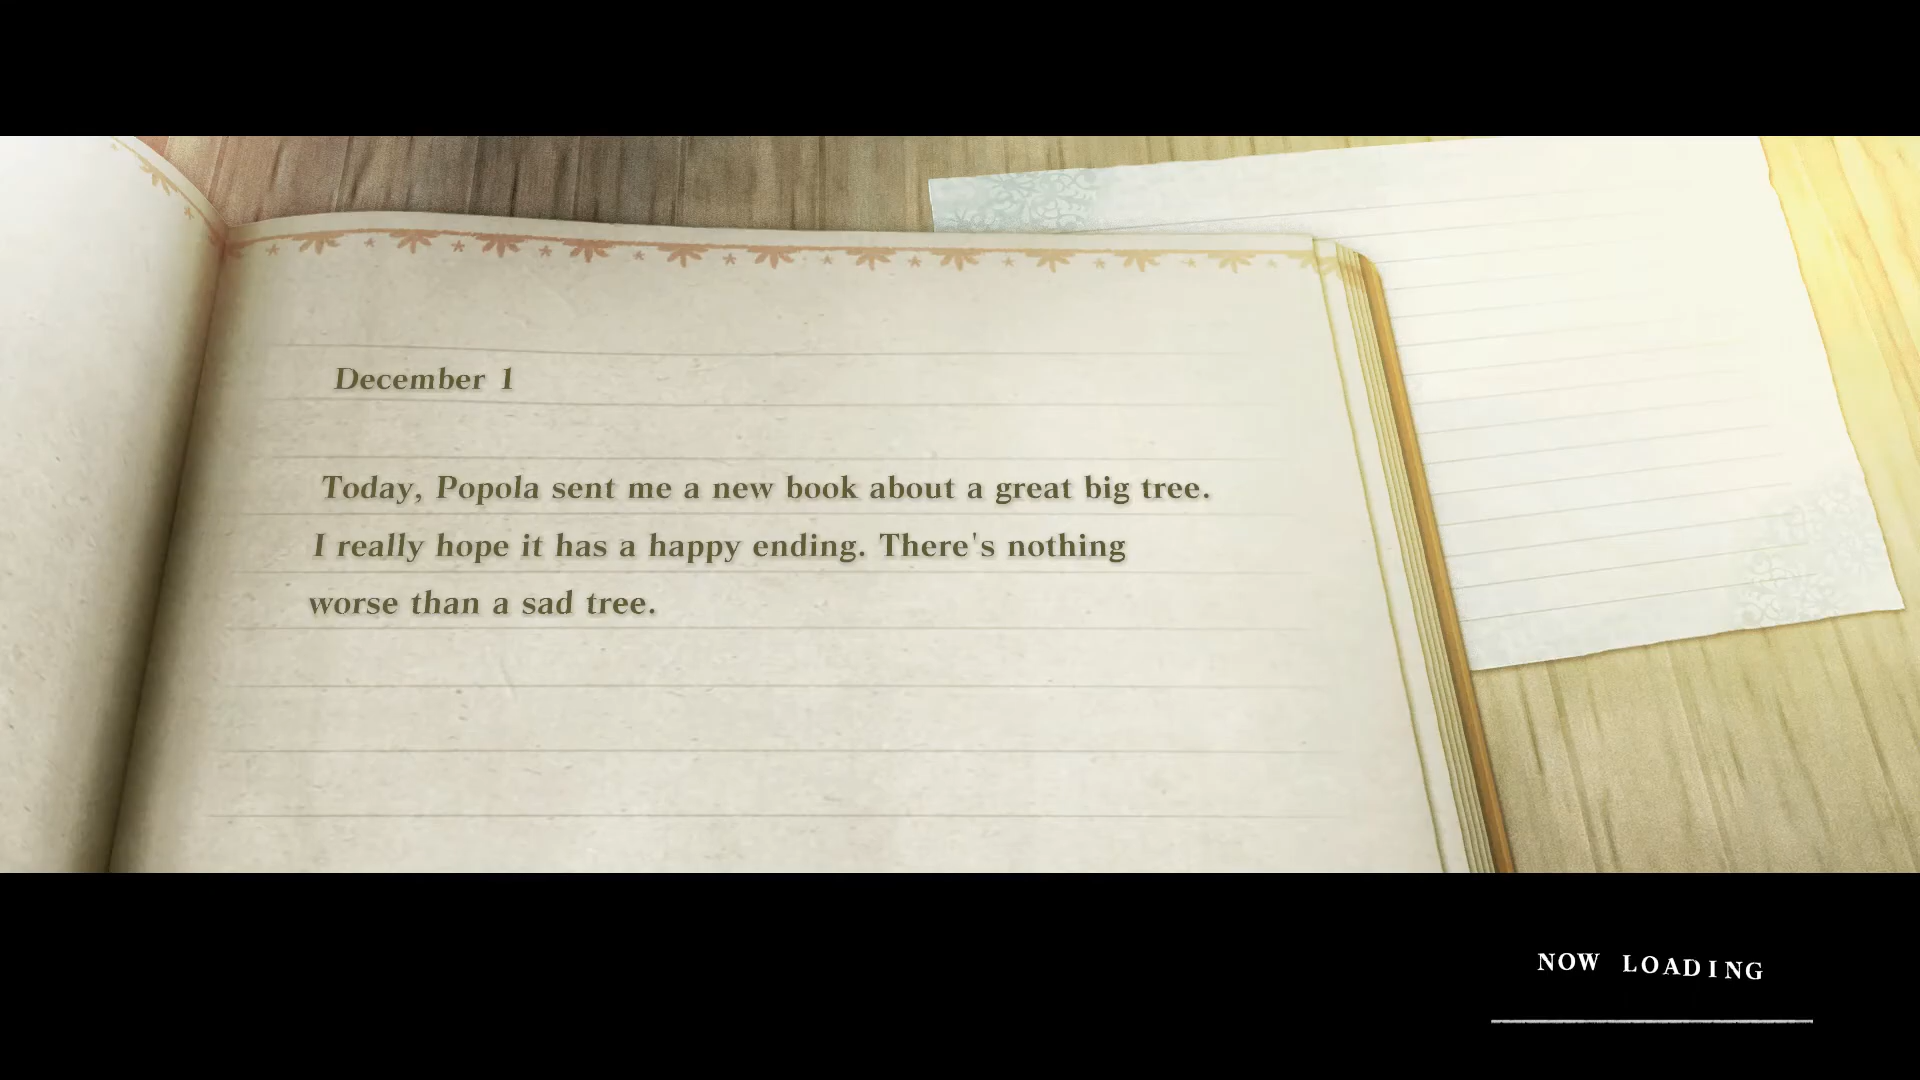 December 1
Today, Popola sent me a new book about a great big tree.
I really hope it has a happy ending. There's nothing
worse than a sad tree.
NOW LOADING